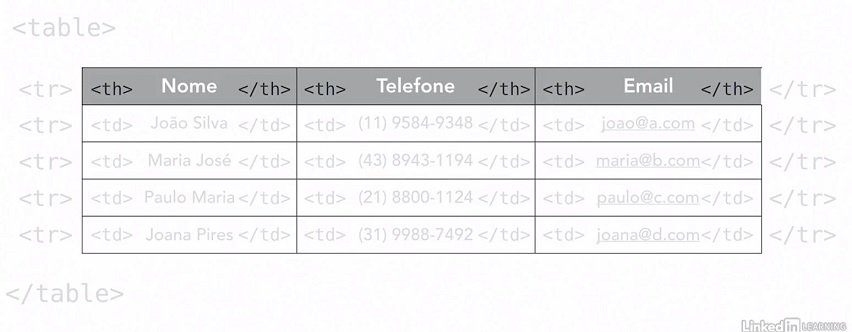 <table>
<tr> <th> Nome </th> <th> Telefone </th> <th> Email </th> </tr>
<tr> <td> João Silva </td> <td> (11) 9584-9348 </td> <td> joao@a.com </td> </tr>
<tr> <td> Maria José </td> <td> (43) 8943-1194 </td> <td> maria@b.com </td> </tr>
<tr> <td> Paulo Maria </td> <td> (21) 8800-1124 </td> <td> paulo@c.com </td> </tr>
<tr> <td> Joana Pires </td> <td> (31) 9988-7492 </td> <td> joana@d.com </td> </tr>
</table>
LinkedIn LEARNING